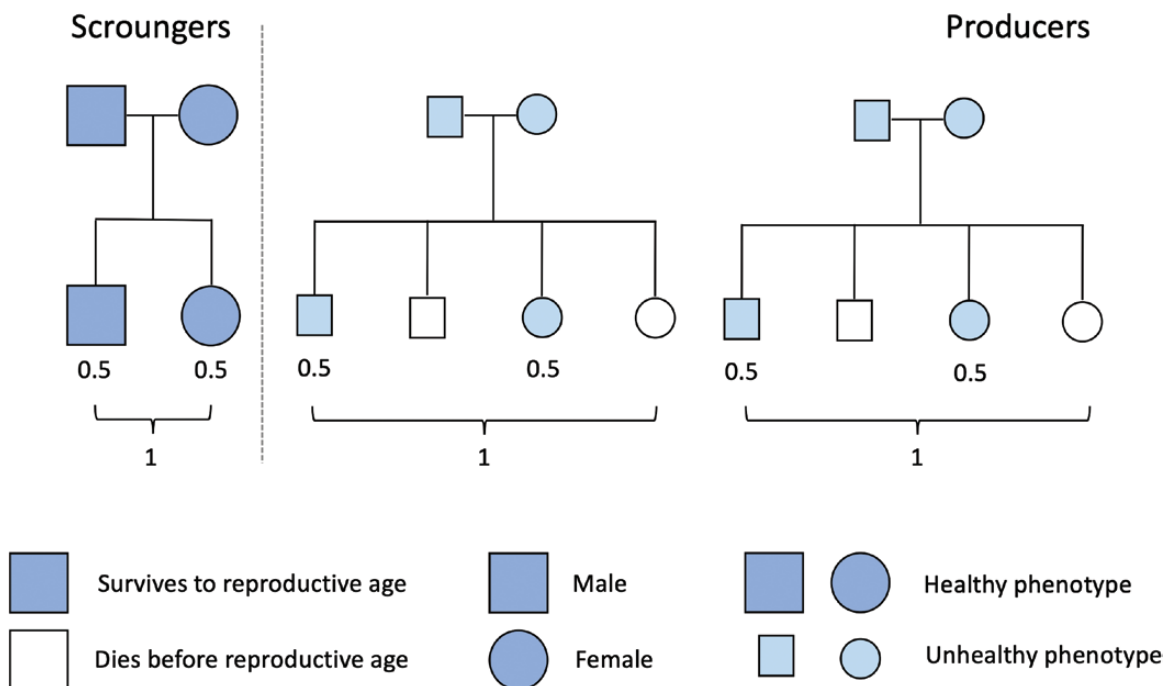 Scroungers
Producers
0.5 0.5 0.5 0.5 0.5 0.5
1 1 1
Survives to reproductive age
Male
Healthy phenotype
Dies before reproductive age
Female
Unhealthy phenotype